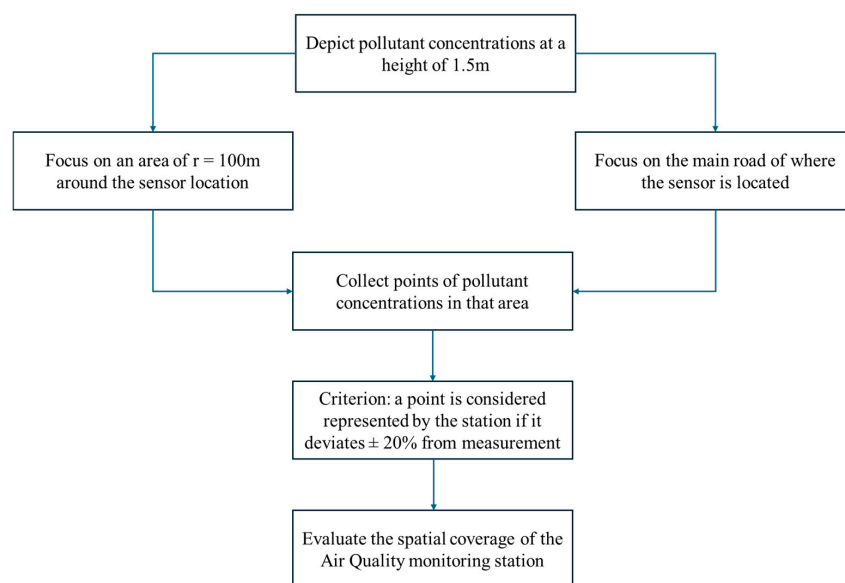 Depict pollutant concentrations at a
height of 1.5m
Focus on an area of r = 100m
around the sensor location
Focus on the main road of where
the sensor is located
Collect points of pollutant
concentrations in that area
Criterion: a point is considered
represented by the station if it
deviates ± 20% from measurement
Evaluate the spatial coverage of the
Air Quality monitoring station